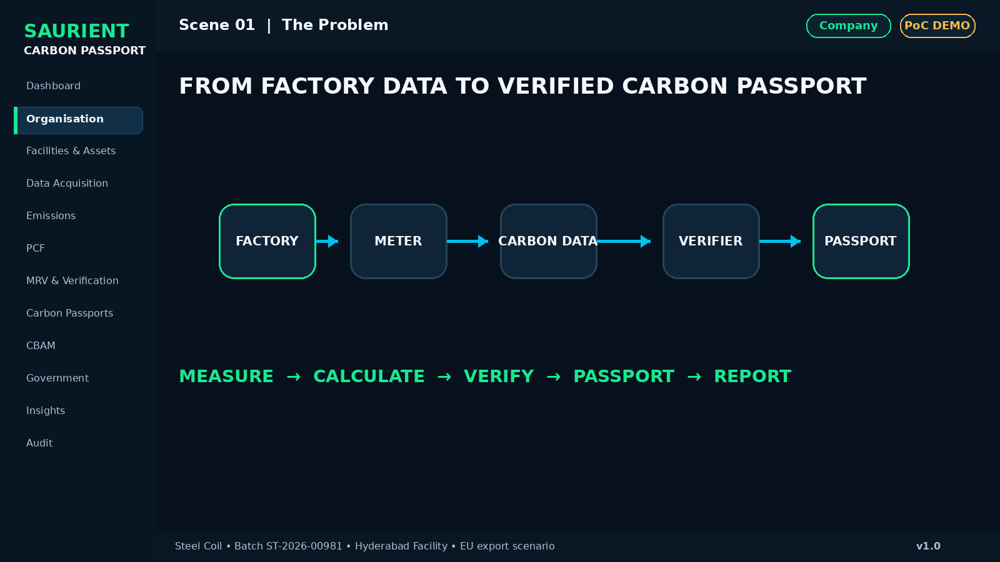 SAURIENT
CARBON PASSPORT
Dashboard
Organisation
Facilities & Assets
Data Acquisition
Emissions
PCF
MRV & Verification
Carbon Passports
CBAM
Government
Insights
Audit
Scene 01 | The Problem
Company
PoC DEMO
FROM FACTORY DATA TO VERIFIED CARBON PASSPORT
FACTORY
METER
CARBON DATA
VERIFIER
PASSPORT
MEASURE → CALCULATE → VERIFY → PASSPORT → REPORT
Steel Coil • Batch ST-2026-00981 • Hyderabad Facility • EU export scenario
v1.0